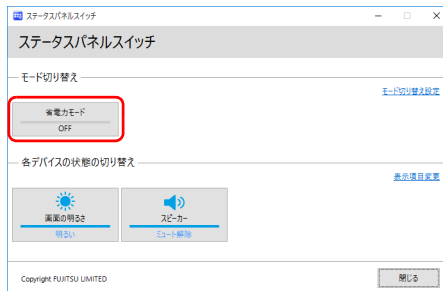 ステータスパネルスイッチ
ステータスパネルスイッチ
モード切り替え
モード切り替え設定
省電力モード
OFF
各デバイスの状態の切り替え
表示項目変更
画面の明るさ
明るい
スピーカー
ミュート解除
Copyright FUJITSU LIMITED
閉じる